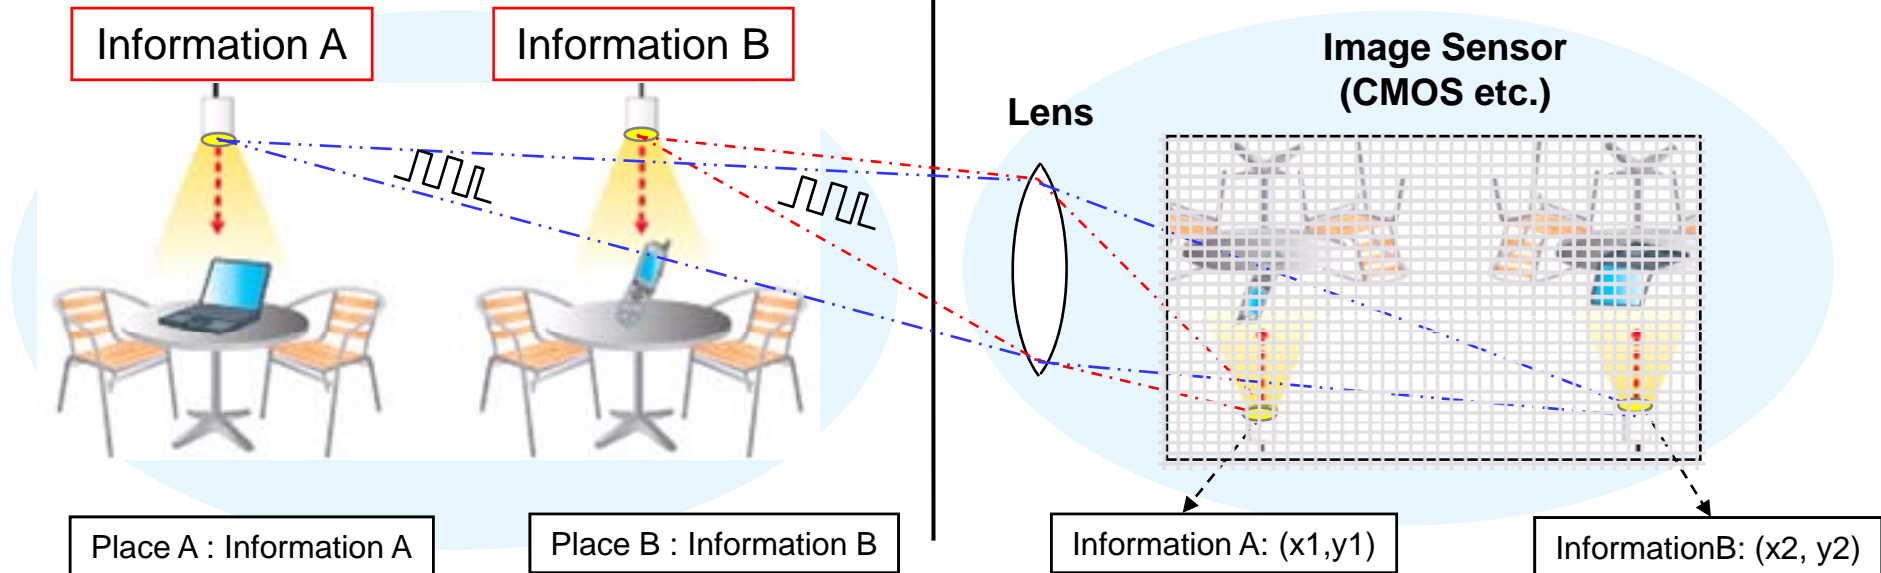 Information A
Information B
Image Sensor
(CMOS etc.)
Lens
Place A : Information A
Place B : Information B
Information A: (x1,y1)
InformationB: (x2, y2)